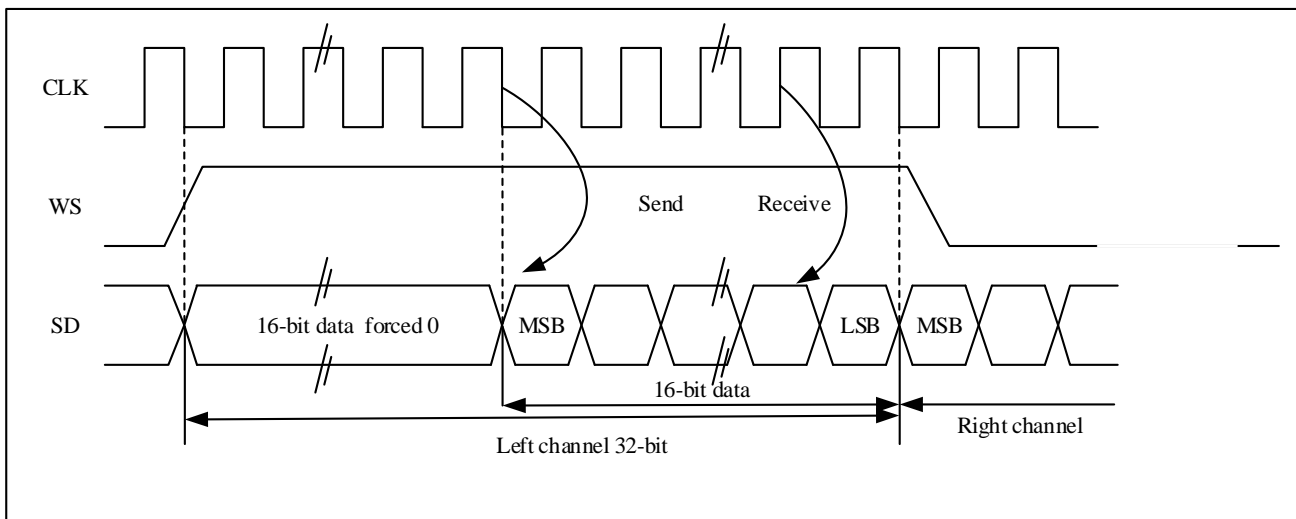 CLK
WS
Send
Receive
SD
16-bit data forced 0
MSB
LSB
MSB
16-bit data
Left channel 32-bit
Right channel